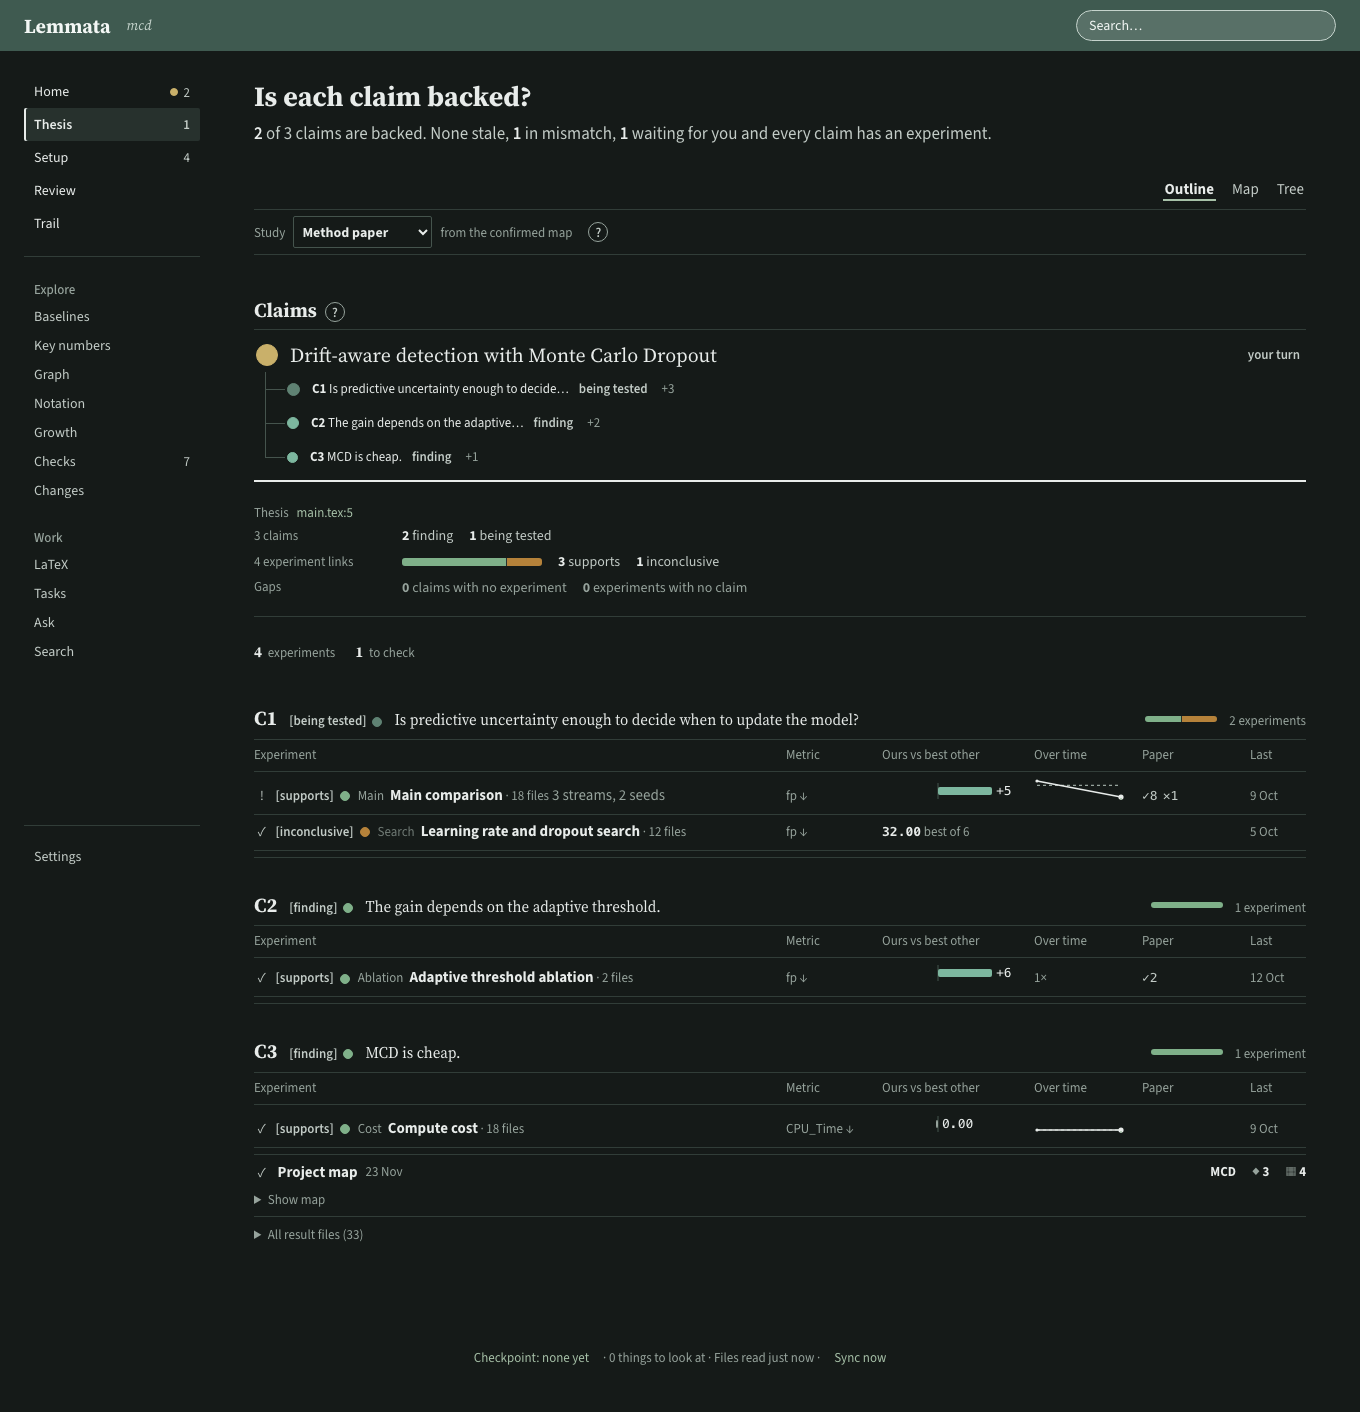 Lemmata mcd Search…
Home 2
Thesis 1
Setup 4
Review
Trail
Explore
Baselines
Key numbers
Graph
Notation
Growth
Checks 7
Changes
Work
LaTeX
Tasks
Ask
Search
Settings
Is each claim backed?
2 of 3 claims are backed. None stale, 1 in mismatch, 1 waiting for you and every claim has an experiment.
Outline Map Tree
Study Method paper from the confirmed map ?
Claims ?
Drift-aware detection with Monte Carlo Dropout your turn
C1 Is predictive uncertainty enough to decide… being tested +3
C2 The gain depends on the adaptive… finding +2
C3 MCD is cheap. finding +1
Thesis main.tex:5
3 claims 2 finding 1 being tested
4 experiment links 3 supports 1 inconclusive
Gaps 0 claims with no experiment 0 experiments with no claim
4 experiments 1 to check
C1 [being tested] Is predictive uncertainty enough to decide when to update the model? 2 experiments
Experiment Metric Ours vs best other Over time Paper Last
! [supports] Main Main comparison · 18 files 3 streams, 2 seeds fp ↓ +5 ✓8 ×1 9 Oct
✓ [inconclusive] Search Learning rate and dropout search · 12 files fp ↓ 32.00 best of 6 5 Oct
C2 [finding] The gain depends on the adaptive threshold. 1 experiment
Experiment Metric Ours vs best other Over time Paper Last
✓ [supports] Ablation Adaptive threshold ablation · 2 files fp ↓ +6 1× ✓2 12 Oct
C3 [finding] MCD is cheap. 1 experiment
Experiment Metric Ours vs best other Over time Paper Last
✓ [supports] Cost Compute cost · 18 files CPU_Time ↓ 0.00 9 Oct
✓ Project map 23 Nov MCD ◆ 3 ▦ 4
▶ Show map
▶ All result files (33)
Checkpoint: none yet · 0 things to look at · Files read just now · Sync now